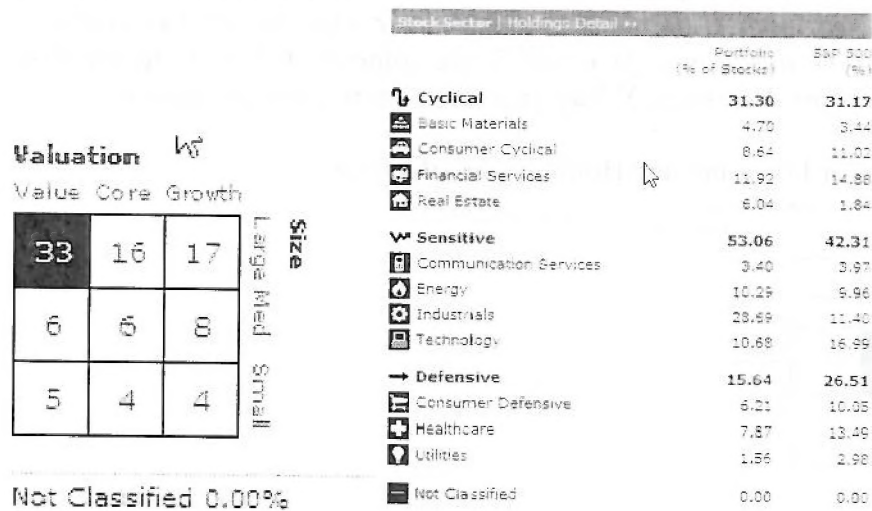 Stock Sector | Holdings Detail
Portfolio S&P 500
(% of Stocks) (%)
Cyclical 31.30 31.17
Basic Materials 4.70 3.44
Consumer Cyclical 8.64 11.02
Financial Services 11.92 14.88
Real Estate 6.04 1.84
Sensitive 53.06 42.31
Communication Services 3.40 3.97
Energy 10.29 9.96
Industrials 28.69 11.40
Technology 10.68 16.99
Defensive 15.64 26.51
Consumer Defensive 6.21 10.05
Healthcare 7.87 13.49
Utilities 1.56 2.98
Not Classified 0.00 0.00
Valuation
Value Core Growth
33 16 17
6 6 8
5 4 4
Large Med Small
Size
Not Classified 0.00%